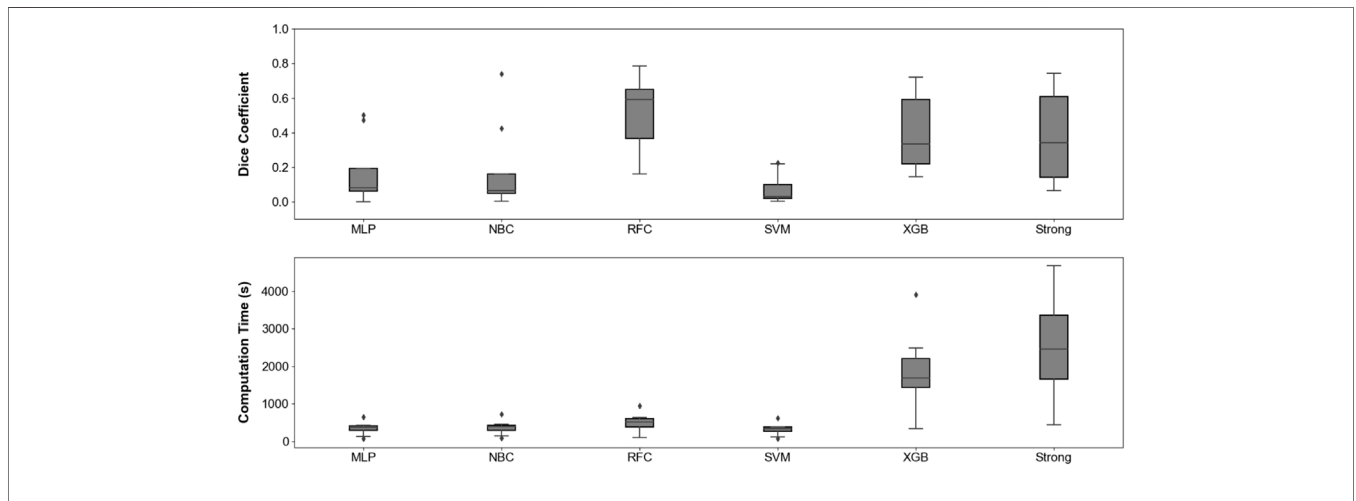 Dice Coefficient
1.0
0.8
0.6
0.4
0.2
0.0
MLP NBC RFC SVM XGB Strong
Computation Time (s)
4000
3000
2000
1000
0
MLP NBC RFC SVM XGB Strong